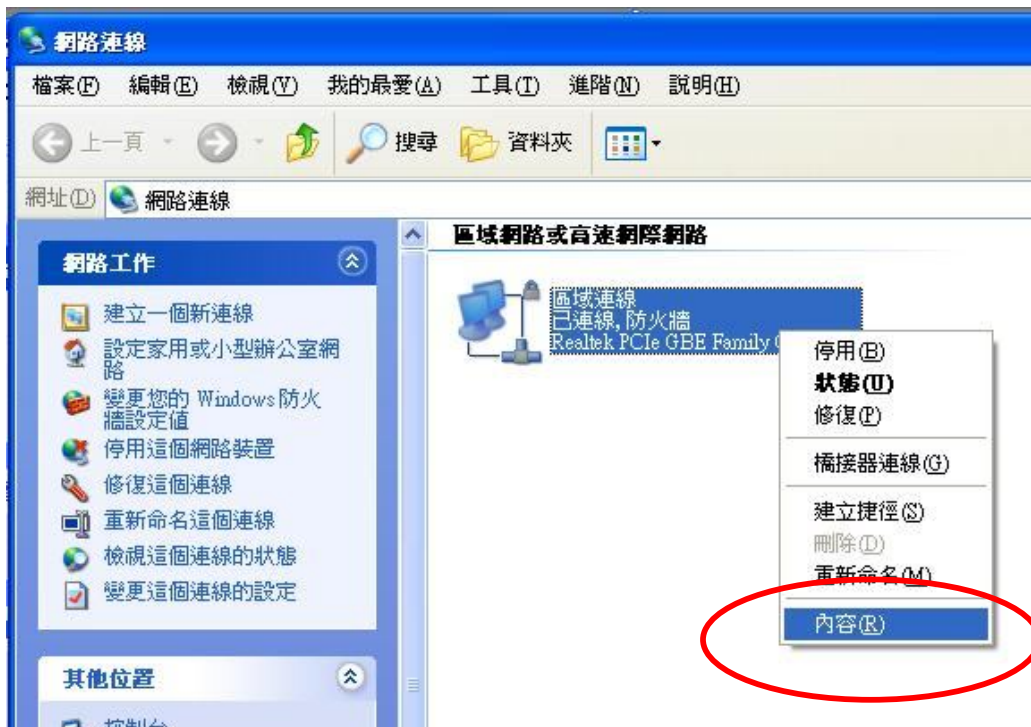 網路連線
檔案(F) 編輯(E) 檢視(V) 我的最愛(A) 工具(T) 進階(N) 說明(H)
上一頁 搜尋 資料夾
網址(D) 網路連線
網路工作
建立一個新連線
設定家用或小型辦公室網
路
變更您的 Windows 防火
牆設定值
停用這個網路裝置
修復這個連線
重新命名這個連線
檢視這個連線的狀態
變更這個連線的設定
其他位置
控制台
區域網路或高速網際網路
區域連線
已連線, 防火牆
Realtek PCIe GBE Family
停用(B)
狀態(U)
修復(P)
橋接器連線(G)
建立捷徑(S)
刪除(D)
重新命名(M)
內容(R)